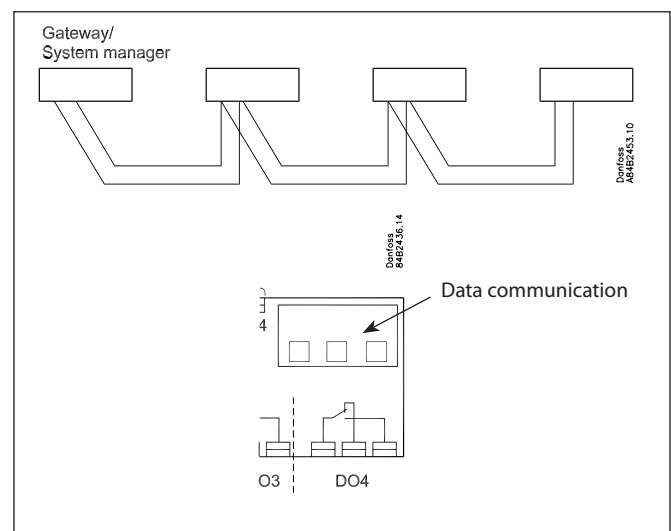 Gateway/
System manager
Danfoss
A84B2453.10
Danfoss
84B2436.14
Data communication
4
O3
DO4